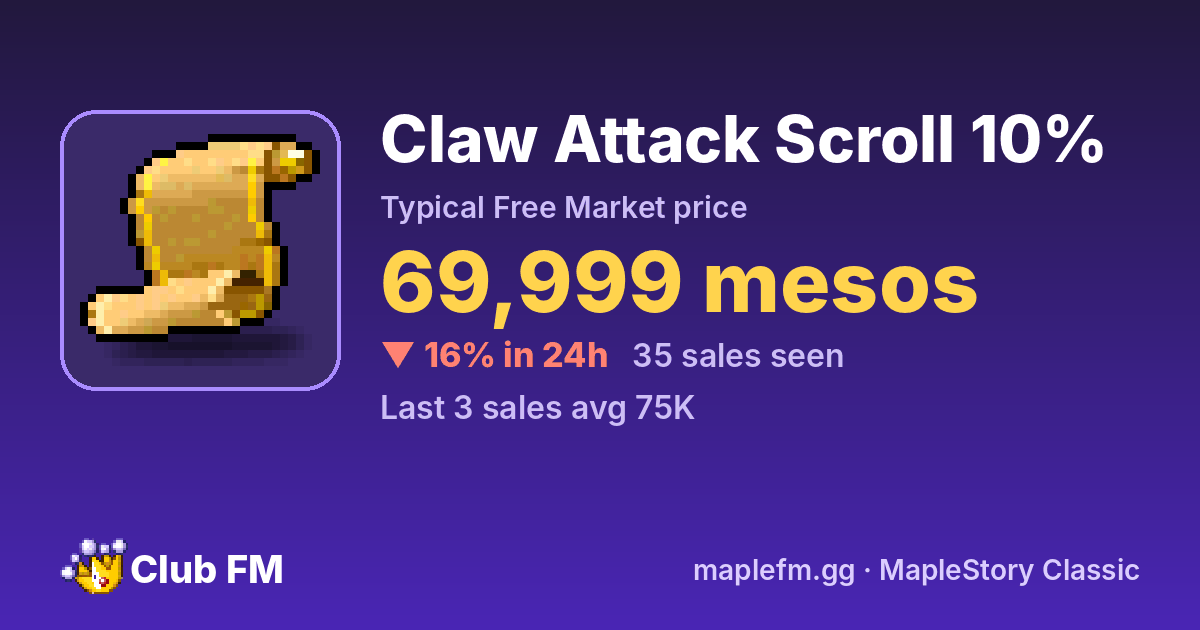 Claw Attack Scroll 10%
Typical Free Market price
69,999 mesos
▼ 16% in 24h 35 sales seen
Last 3 sales avg 75K
Club FM
maplefm.gg · MapleStory Classic